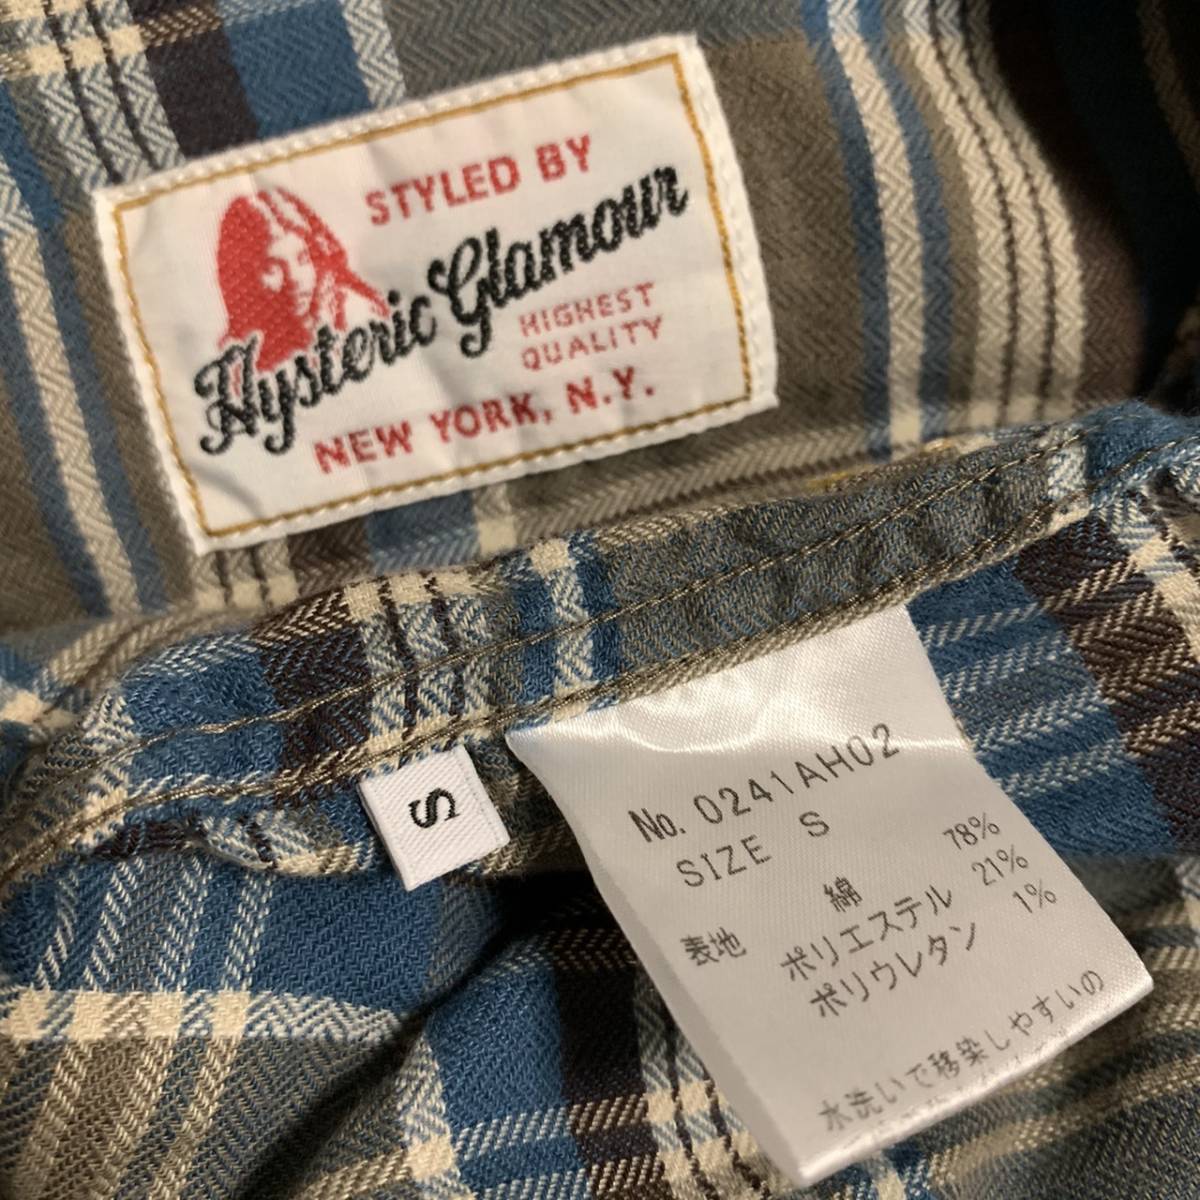 STYLED BY
Hysteric Glamour
HIGHEST
QUALITY
NEW YORK, N.Y.
S
No. 0241AH02
SIZE S
綿 78%
表地 ポリエステル 21%
ポリウレタン 1%
水洗いで移染しやすいの